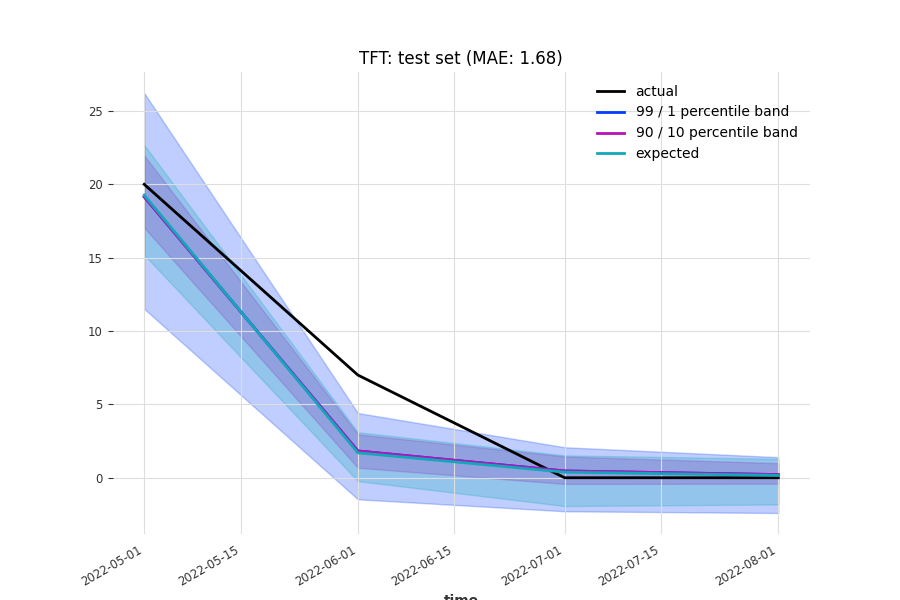 TFT: test set (MAE: 1.68)
actual
99 / 1 percentile band
90 / 10 percentile band
expected
25
20
15
10
5
0
2022-05-01
2022-05-15
2022-06-01
2022-06-15
2022-07-01
2022-07-15
2022-08-01
time